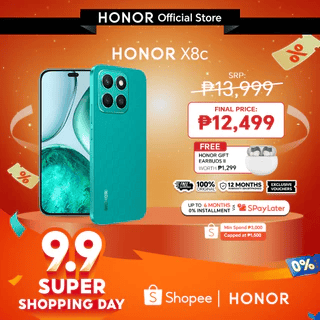 HONOR Official Store
HONOR X8c
SRP:
₱13,999
FINAL PRICE:
₱12,499
FREE
HONOR GIFT
EARBUDS 6
WORTH ₱1,299
100%
ORIGINAL
12 MONTHS
EXCLUSIVE
VOUCHERS
UP TO 6 MONTHS
0% INSTALLMENT
SPayLater
Min Spend ₱3,000
Capped at ₱1,500
9.9
SUPER
SHOPPING DAY
Shopee | HONOR
%
%
0%